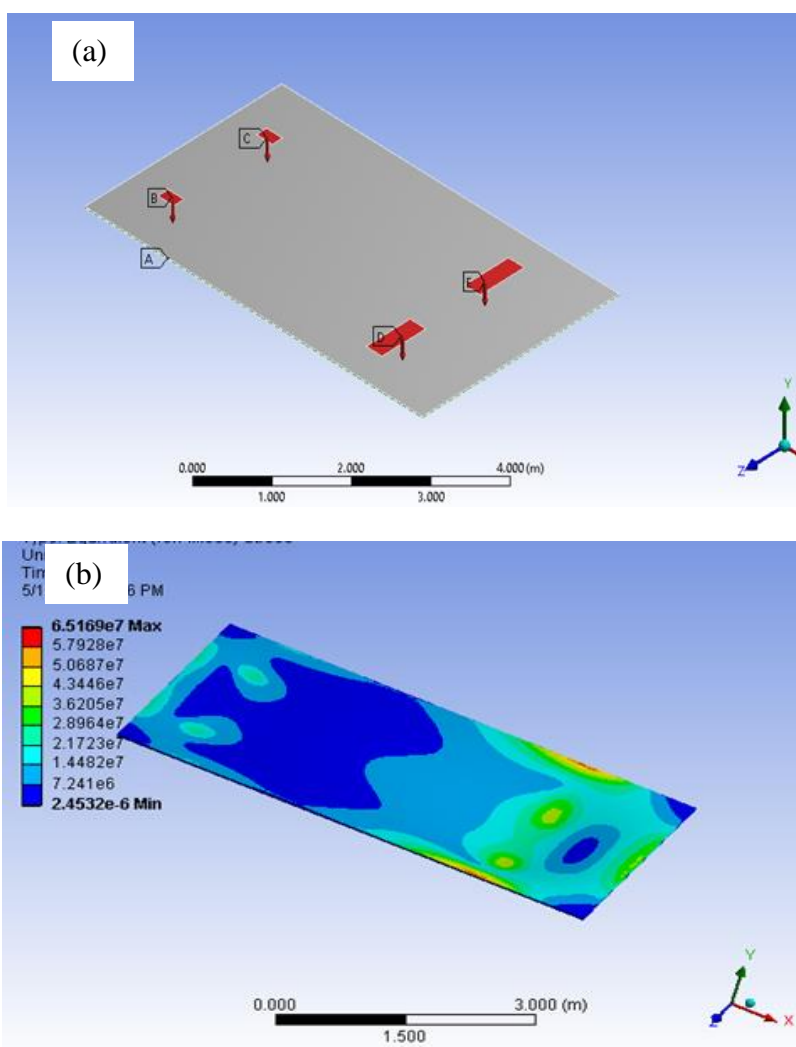 (a)
C
B
A
E
D
Y
Z
0.000 2.000 4.000 (m)
1.000 3.000
(b)
Time
5/1 6 PM
6.5169e7 Max
5.7928e7
5.0687e7
4.3446e7
3.6205e7
2.8964e7
2.1723e7
1.4482e7
7.241e6
2.4532e-6 Min
Y
Z
X
0.000 3.000 (m)
1.500